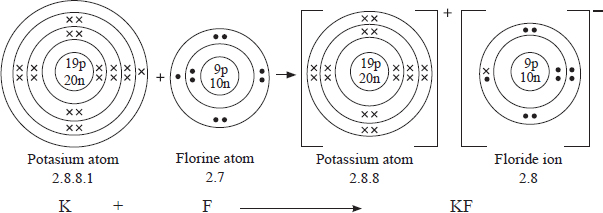 19p 9p 19p 9p
20n + 10n 20n + 10n −
Potasium atom Florine atom Potassium atom Floride ion
2.8.8.1 2.7 2.8.8 2.8
K + F KF